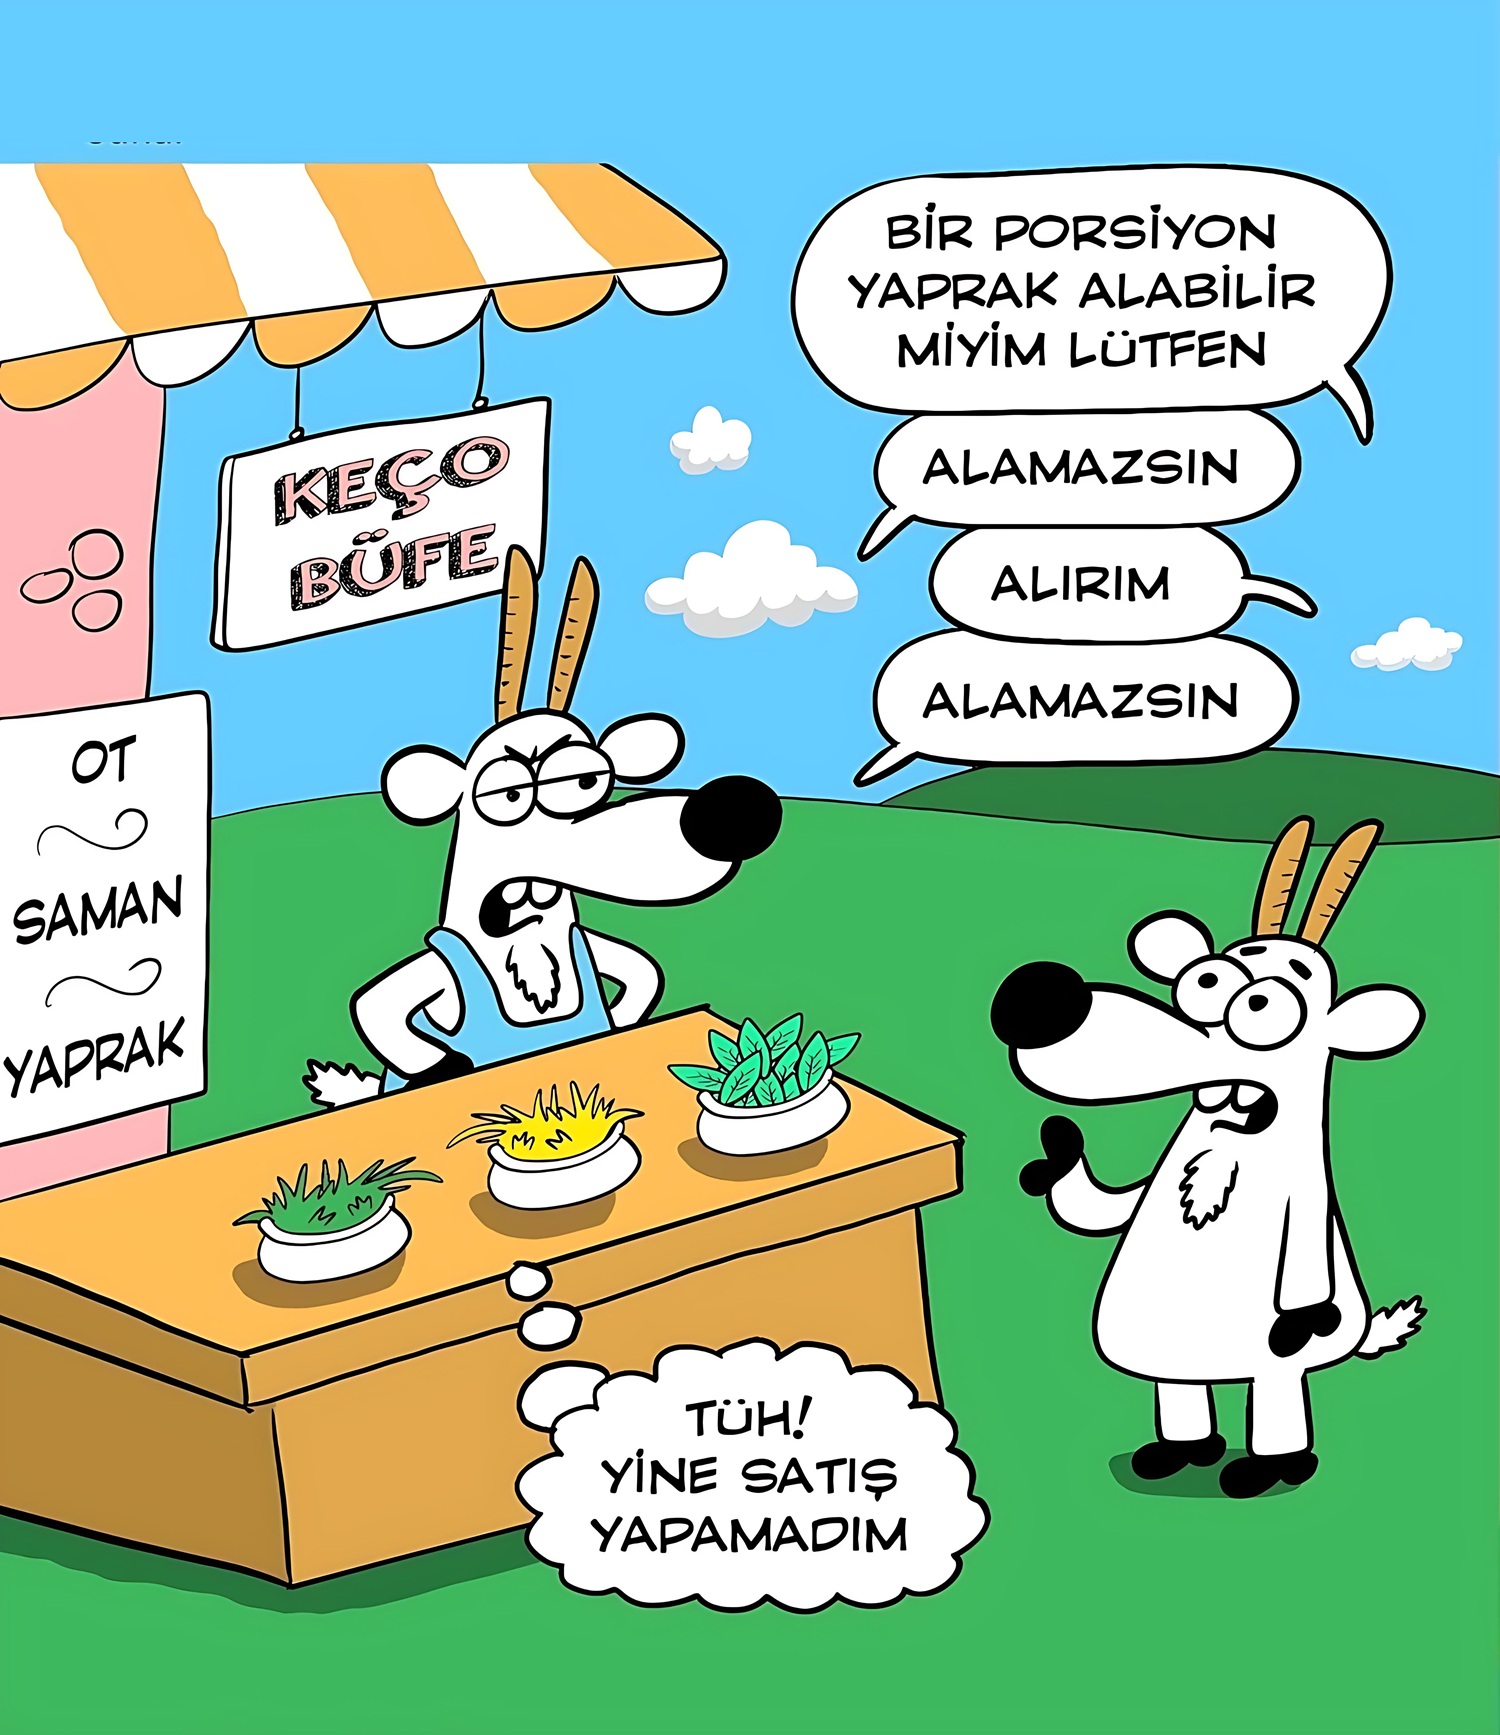 BİR PORSİYON
YAPRAK ALABİLİR
MİYİM LÜTFEN
ALAMAZSIN
ALIRIM
ALAMAZSIN
KEÇO
BÜFE
OT
SAMAN
YAPRAK
TÜH!
YİNE SATIŞ
YAPAMADIM